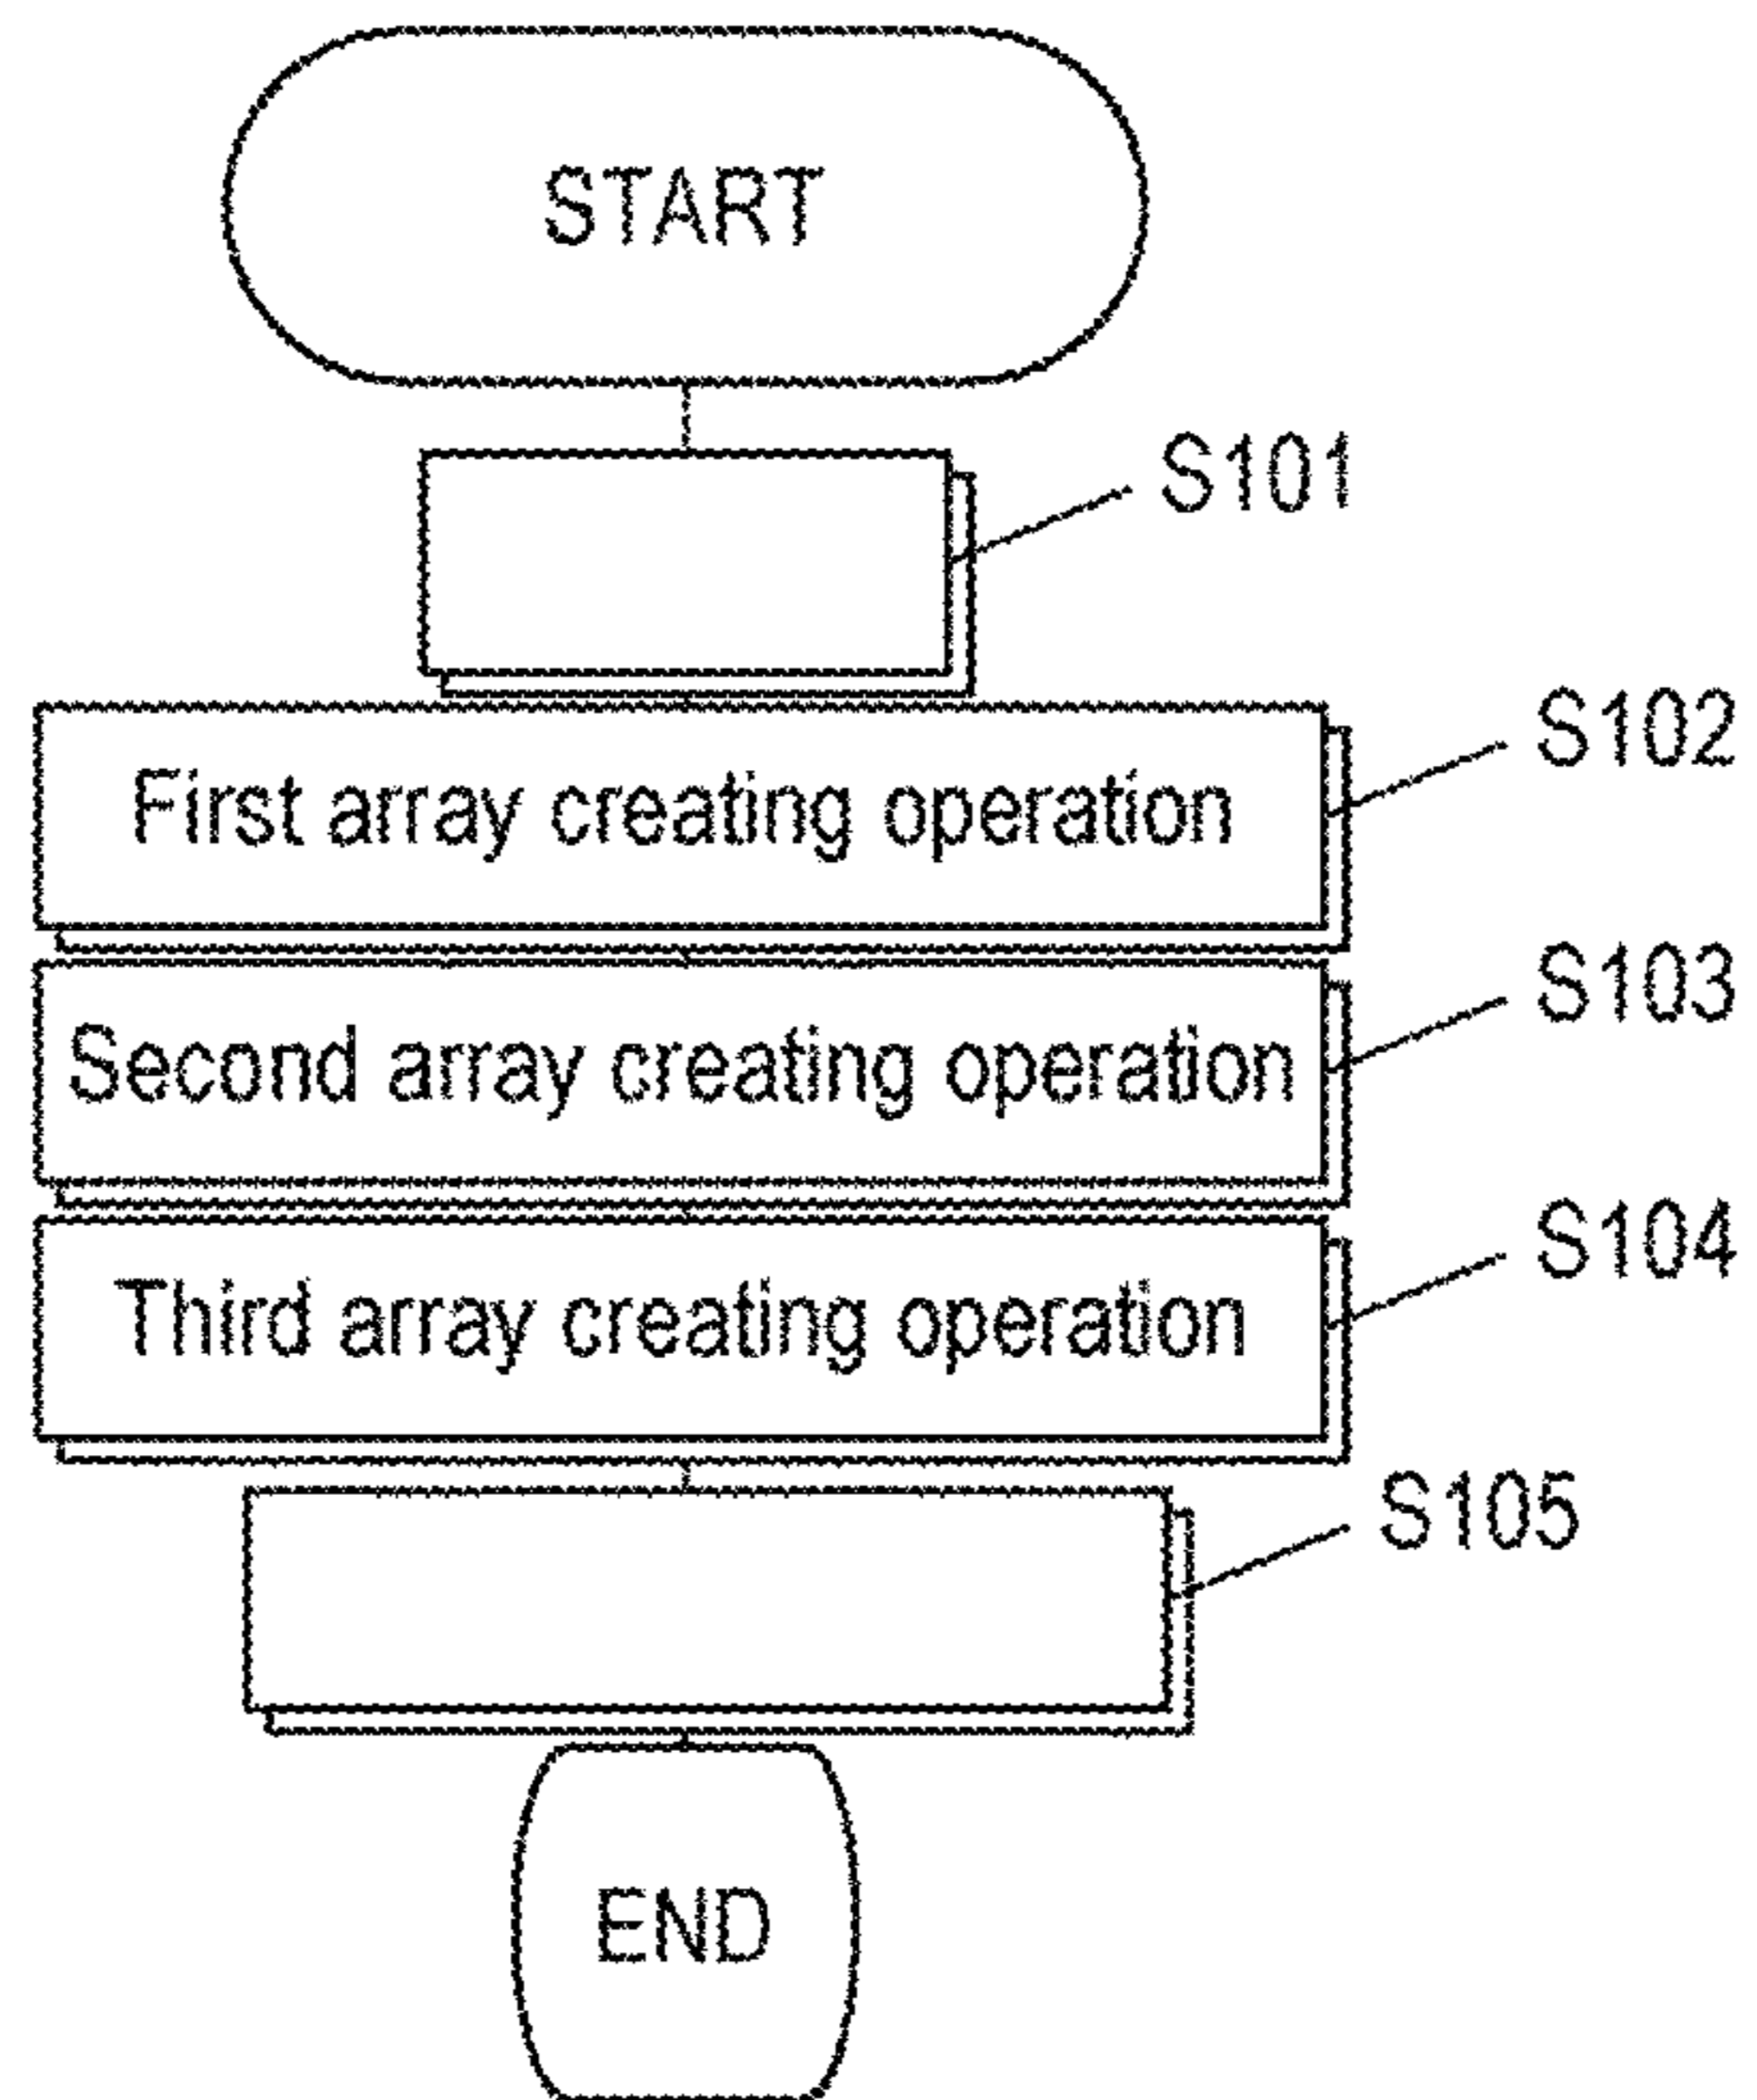 START
S101
S102
First array creating operation
S103
Second array creating operation
S104
Third array creating operation
S105
END